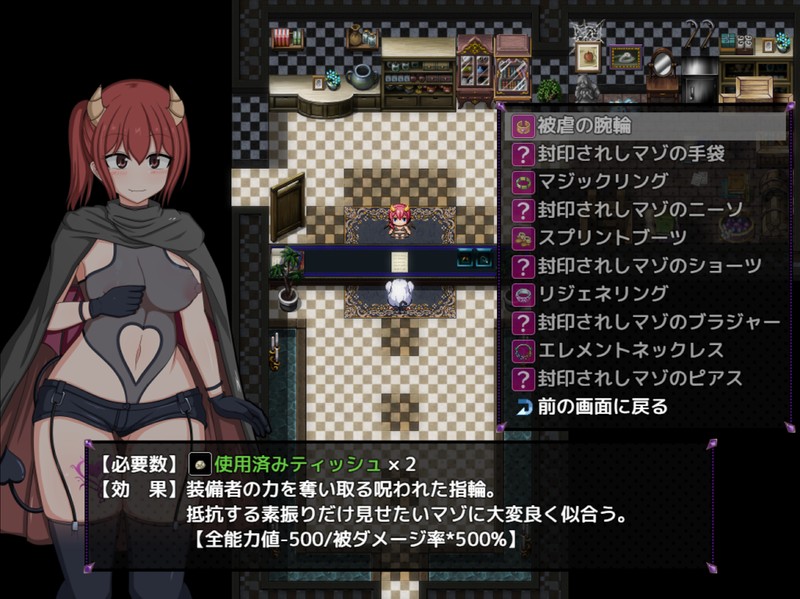 被虐の腕輪
封印されしマゾの手袋
マジックリング
封印されしマゾのニーソ
スプリントブーツ
封印されしマゾのショーツ
リジェネリング
封印されしマゾのブラジャー
エレメントネックレス
封印されしマゾのピアス
前の画面に戻る
【必要数】使用済みティッシュ×2
【効　果】装備者の力を奪い取る呪われた指輪。
抵抗する素振りだけ見せたいマゾに大変良く似合う。
【全能力値-500/被ダメージ率*500%】